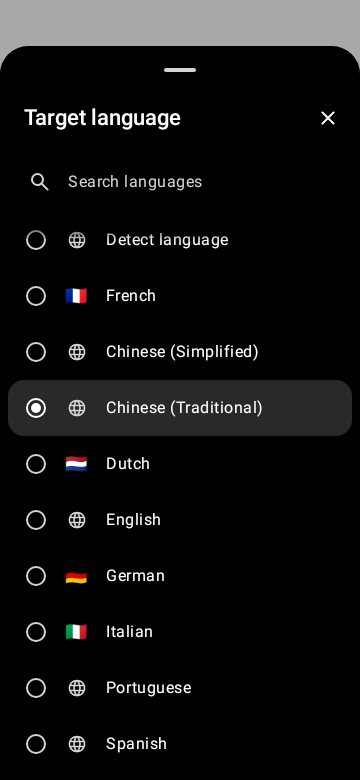 Target language
Search languages
Detect language
French
Chinese (Simplified)
Chinese (Traditional)
Dutch
English
German
Italian
Portuguese
Spanish